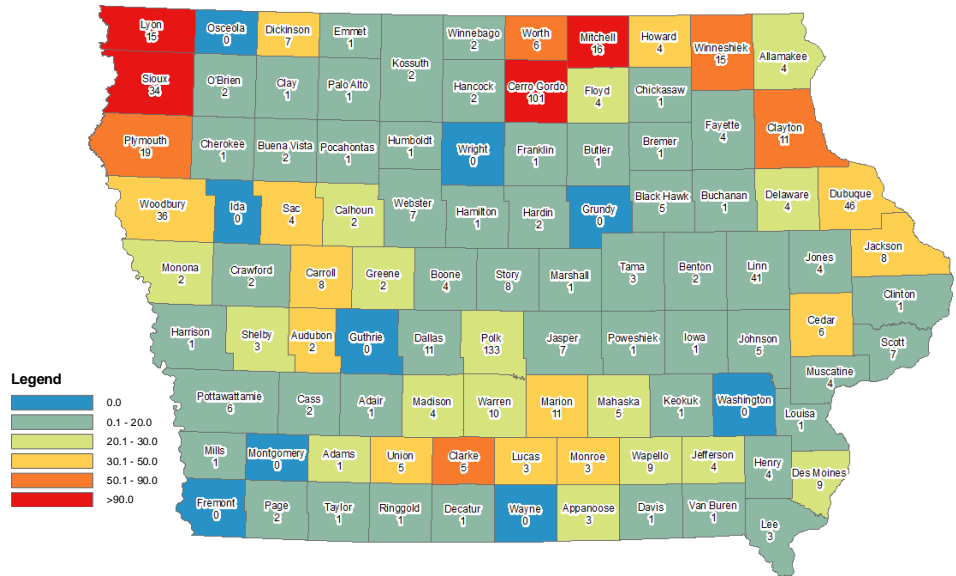 Lyon
15
Osceola
0
Dickinson
7
Emmet
1
Winnebago
2
Worth
6
Mitchell
16
Howard
4
Winneshiek
15
Allamakee
4
Kossuth
2
Sioux
34
O'Brien
2
Clay
1
Palo Alto
1
Hancock
2
Cerro Gordo
101
Floyd
4
Chickasaw
1
Fayette
4
Clayton
11
Plymouth
19
Cherokee
1
Buena Vista
2
Pocahontas
1
Humboldt
1
Wright
0
Franklin
1
Butler
1
Bremer
1
Woodbury
36
Ida
0
Sac
4
Calhoun
2
Webster
7
Hamilton
1
Hardin
2
Grundy
0
Black Hawk
5
Buchanan
1
Delaware
4
Dubuque
46
Monona
2
Crawford
2
Carroll
8
Greene
2
Boone
4
Story
8
Marshall
1
Tama
3
Benton
2
Linn
41
Jones
4
Jackson
8
Clinton
1
Harrison
1
Shelby
3
Audubon
2
Guthrie
0
Dallas
11
Polk
133
Jasper
7
Poweshiek
1
Iowa
1
Johnson
5
Cedar
6
Scott
7
Muscatine
4
Legend
0.0
0.1 - 20.0
20.1 - 30.0
30.1 - 50.0
50.1 - 90.0
>90.0
Pottawattamie
6
Cass
2
Adair
1
Madison
4
Warren
10
Marion
11
Mahaska
5
Keokuk
1
Washington
0
Louisa
1
Mills
1
Montgomery
0
Adams
1
Union
5
Clarke
5
Lucas
3
Monroe
3
Wapello
9
Jefferson
4
Henry
4
Des Moines
9
Fremont
0
Page
2
Taylor
1
Ringgold
1
Decatur
1
Wayne
0
Appanoose
3
Davis
1
Van Buren
1
Lee
3